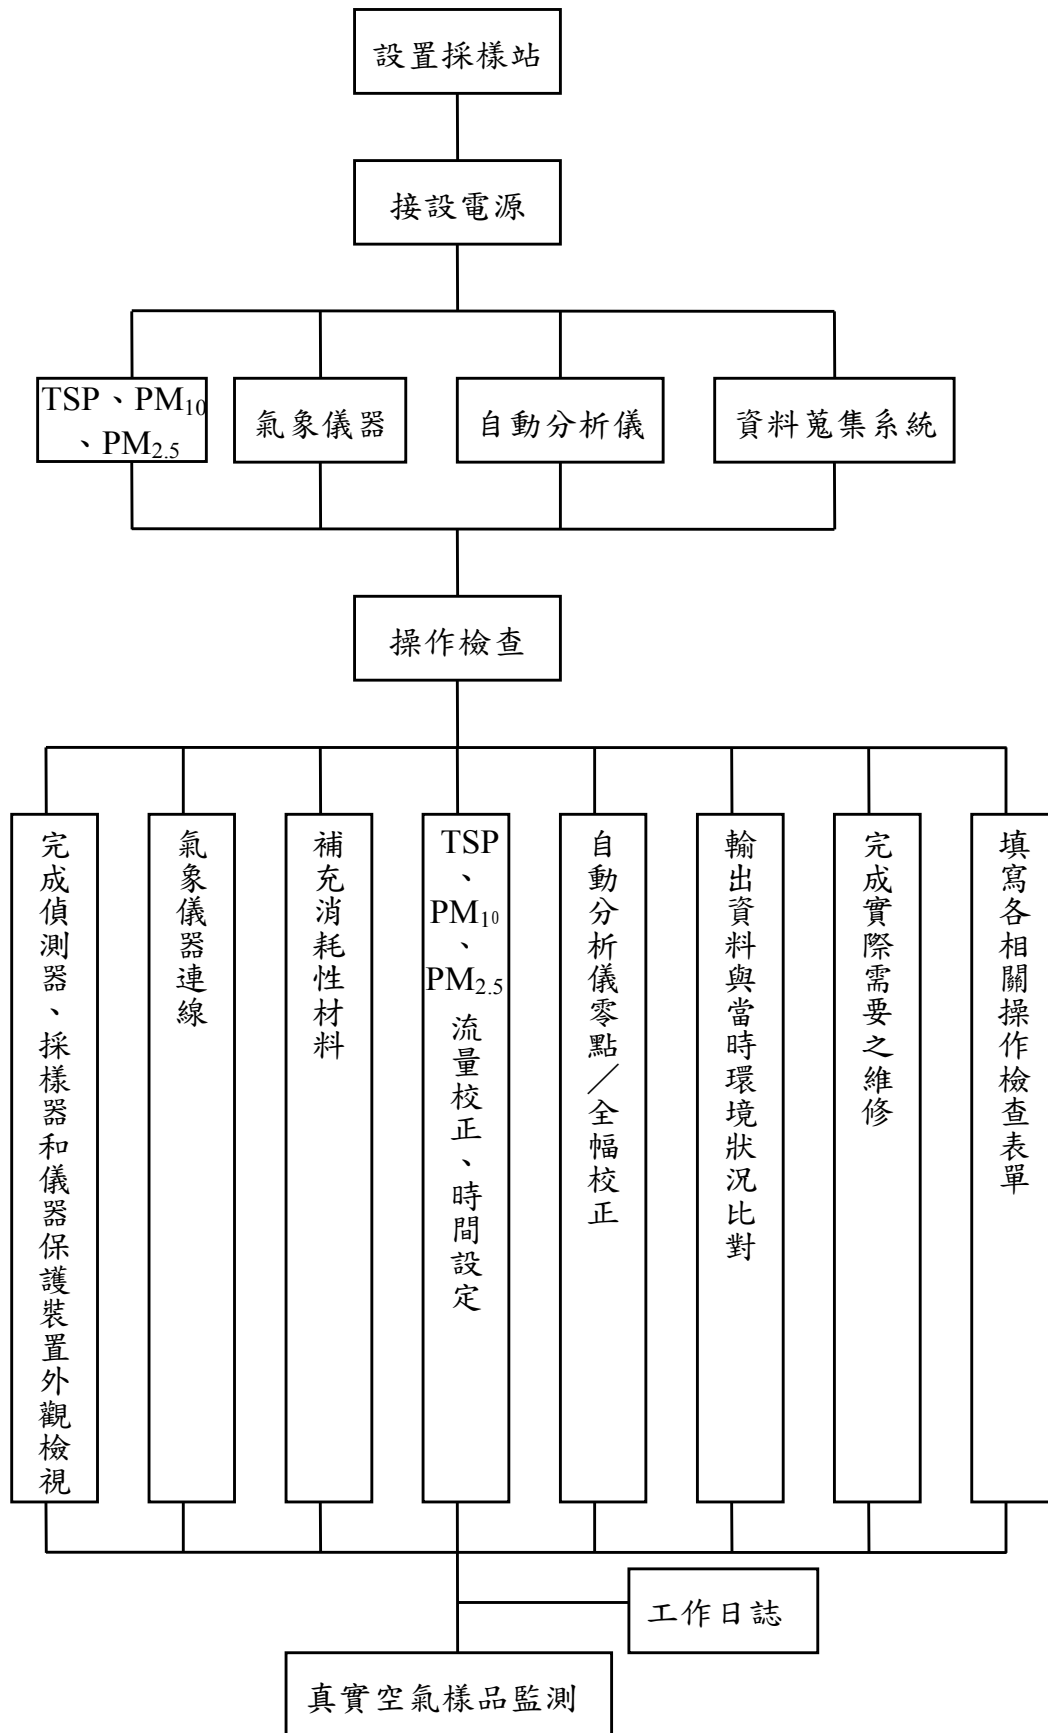 設置採樣站
接設電源
TSP、PM10
、PM2.5
氣象儀器
自動分析儀
資料蒐集系統
操作檢查
完成偵測器、採樣器和儀器保護裝置外觀檢視
氣象儀器連線
補充消耗性材料
TSP
、
PM10
、
PM2.5
流量校正、時間設定
自動分析儀零點／全幅校正
輸出資料與當時環境狀況比對
完成實際需要之維修
填寫各相關操作檢查表單
工作日誌
真實空氣樣品監測